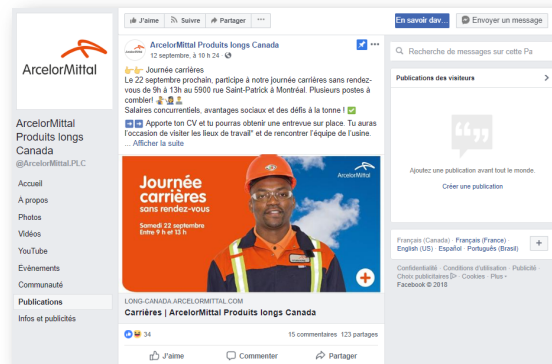 J'aime
Suivre
Partager
En savoir dav...
Envoyer un message
ArcelorMittal
ArcelorMittal Produits longs Canada
12 septembre, à 10 h 24
Journée carrières
Le 22 septembre prochain, participe à notre journée carrières sans rendez-
vous de 9h à 13h au 5900 rue Saint-Patrick à Montréal. Plusieurs postes à
combler!
Salaires concurrentiels, avantages sociaux et des défis à la tonne !
Apporte ton CV et tu pourras obtenir une entrevue sur place. Tu auras
l'occasion de visiter les lieux de travail" et de rencontrer l'équipe de l'usine.
... Afficher la suite
ArcelorMittal
Journée
carrières
sans rendez-vous
Samedi 22 septembre
Entre 9 h et 13 h
LONG-CANADA.ARCELORMITTAL.COM
Carrières | ArcelorMittal Produits longs Canada
34
15 commentaires 123 partages
J'aime
Commenter
Partager
ArcelorMittal
Produits longs
Canada
@ArcelorMittal.PLC
Accueil
À propos
Photos
Vidéos
YouTube
Evènements
Communauté
Publications
Infos et publicités
Recherche de messages sur cette Pa
Publications des visiteurs
Ajoutez une publication avant tout le monde.
Créer une publication
Français (Canada) · Français (France) ·
English (US) · Español · Português (Brasil)
Confidentialité · Conditions d'utilisation · Publicité ·
Choix publicitaires · Cookies · Plus
Facebook © 2018